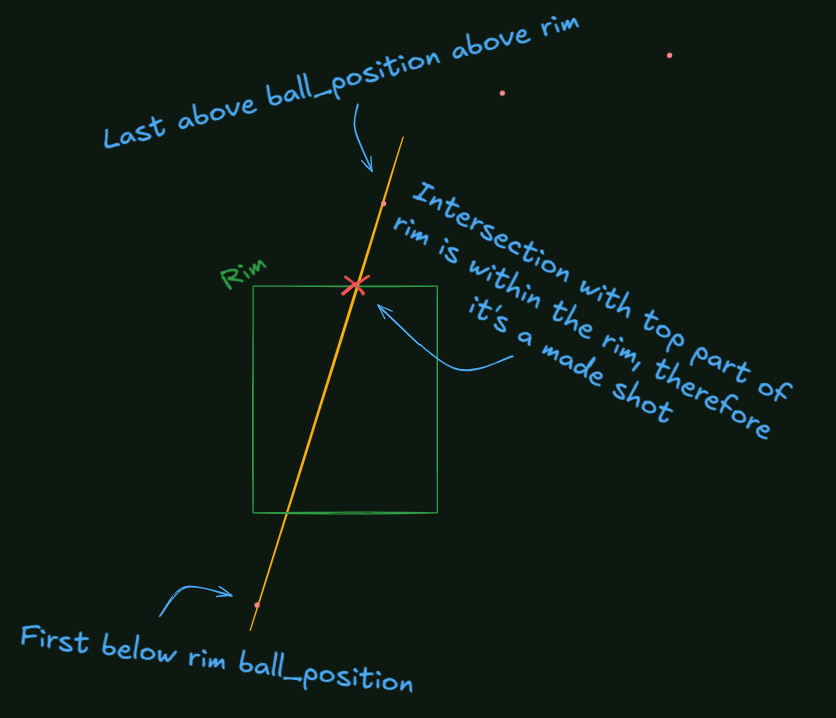 Last above ball_position above rim
Rim
Intersection with top part of
rim is within the rim, therefore
it's a made shot
First below rim ball_position